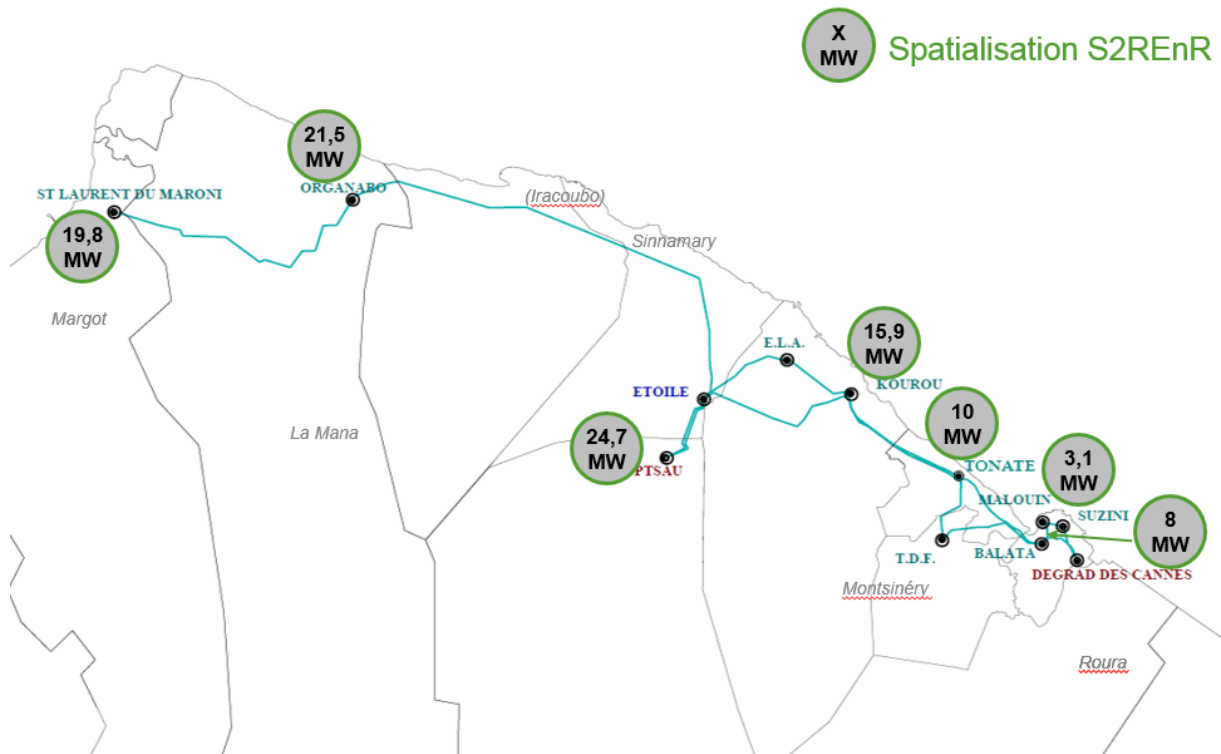 X
MW
Spatialisation S2REnR
21,5
MW
ORGANABO
ST LAURENT DU MARONI
19,8
MW
(Iracoubo)
Sinnamary
Margot
15,9
MW
E.L.A.
KOUROU
ETOILE
10
MW
La Mana
24,7
MW
PTSAU
TONATE
3,1
MW
MALOUIN
SUZINI
8
MW
T.D.F.
BALATA
DEGRAD DES CANNES
Montsinéry
Roura